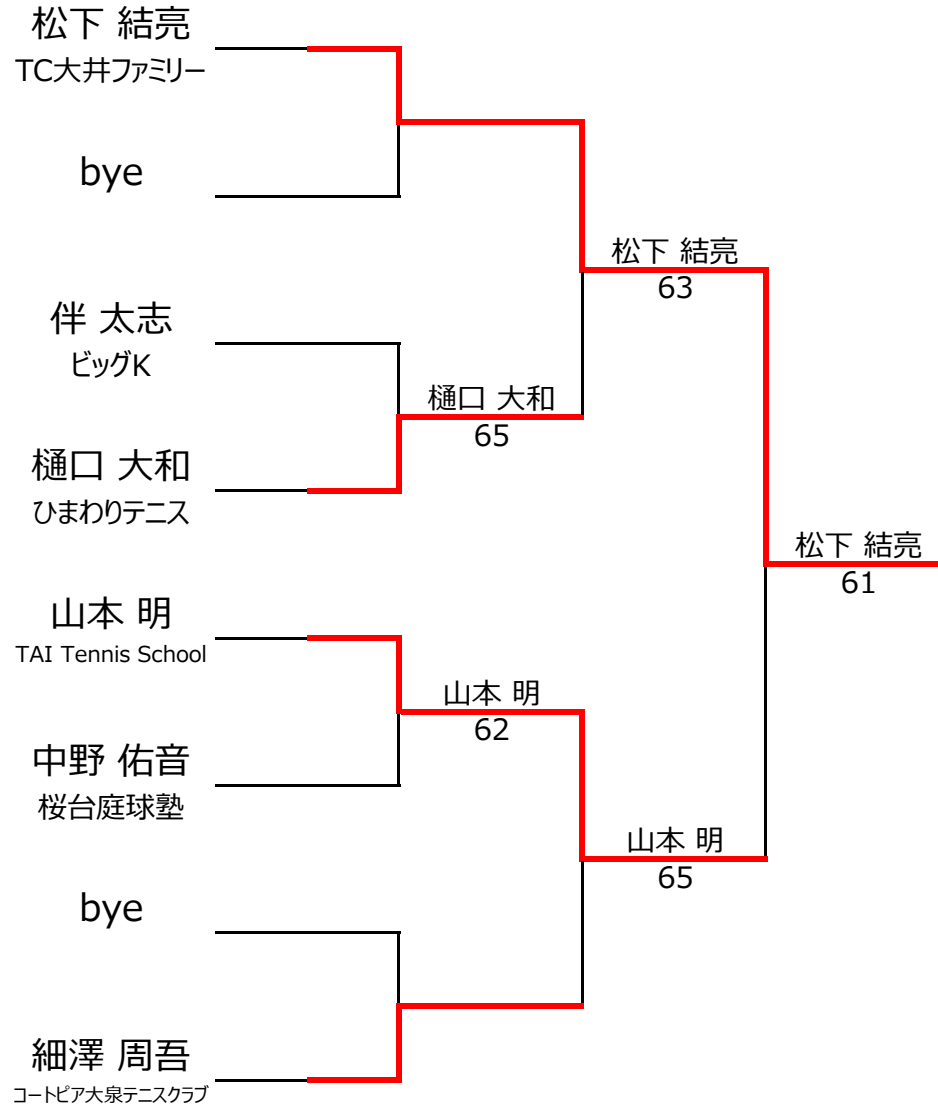 松下 結亮
TC大井ファミリー
bye
伴 太志
ビッグK
樋口 大和
ひまわりテニス
山本 明
TAI Tennis School
中野 佑音
桜台庭球塾
bye
細澤 周吾
コートピア大泉テニスクラブ
樋口 大和
65
山本 明
62
松下 結亮
63
山本 明
65
松下 結亮
61